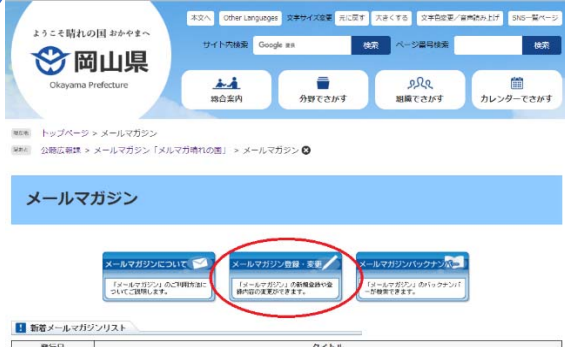 本文へ
Other Languages
文字サイズ変更
元に戻す
大きくする
文字色変更/音声読み上げ
SNS一覧ページ
ようこそ晴れの国 おかやまへ
サイト内検索
Google
検索
ページ番号検索
検索
岡山県
Okayama Prefecture
総合案内
分野でさがす
組織でさがす
カレンダーでさがす
トップページ > メールマガジン
公聴広報課 > メールマガジン「メルマガ晴れの国」 > メールマガジン
メールマガジン
メールマガジンについて
メールマガジン登録・変更
メールマガジンバックナンバー
「メールマガジン」のご利用方法に
ついてご説明します。
「メールマガジン」の新規登録や登
録内容の変更ができます。
「メールマガジン」のバックナンバ
ーが検索できます。
新着メールマガジンリスト
発行日
タイトル